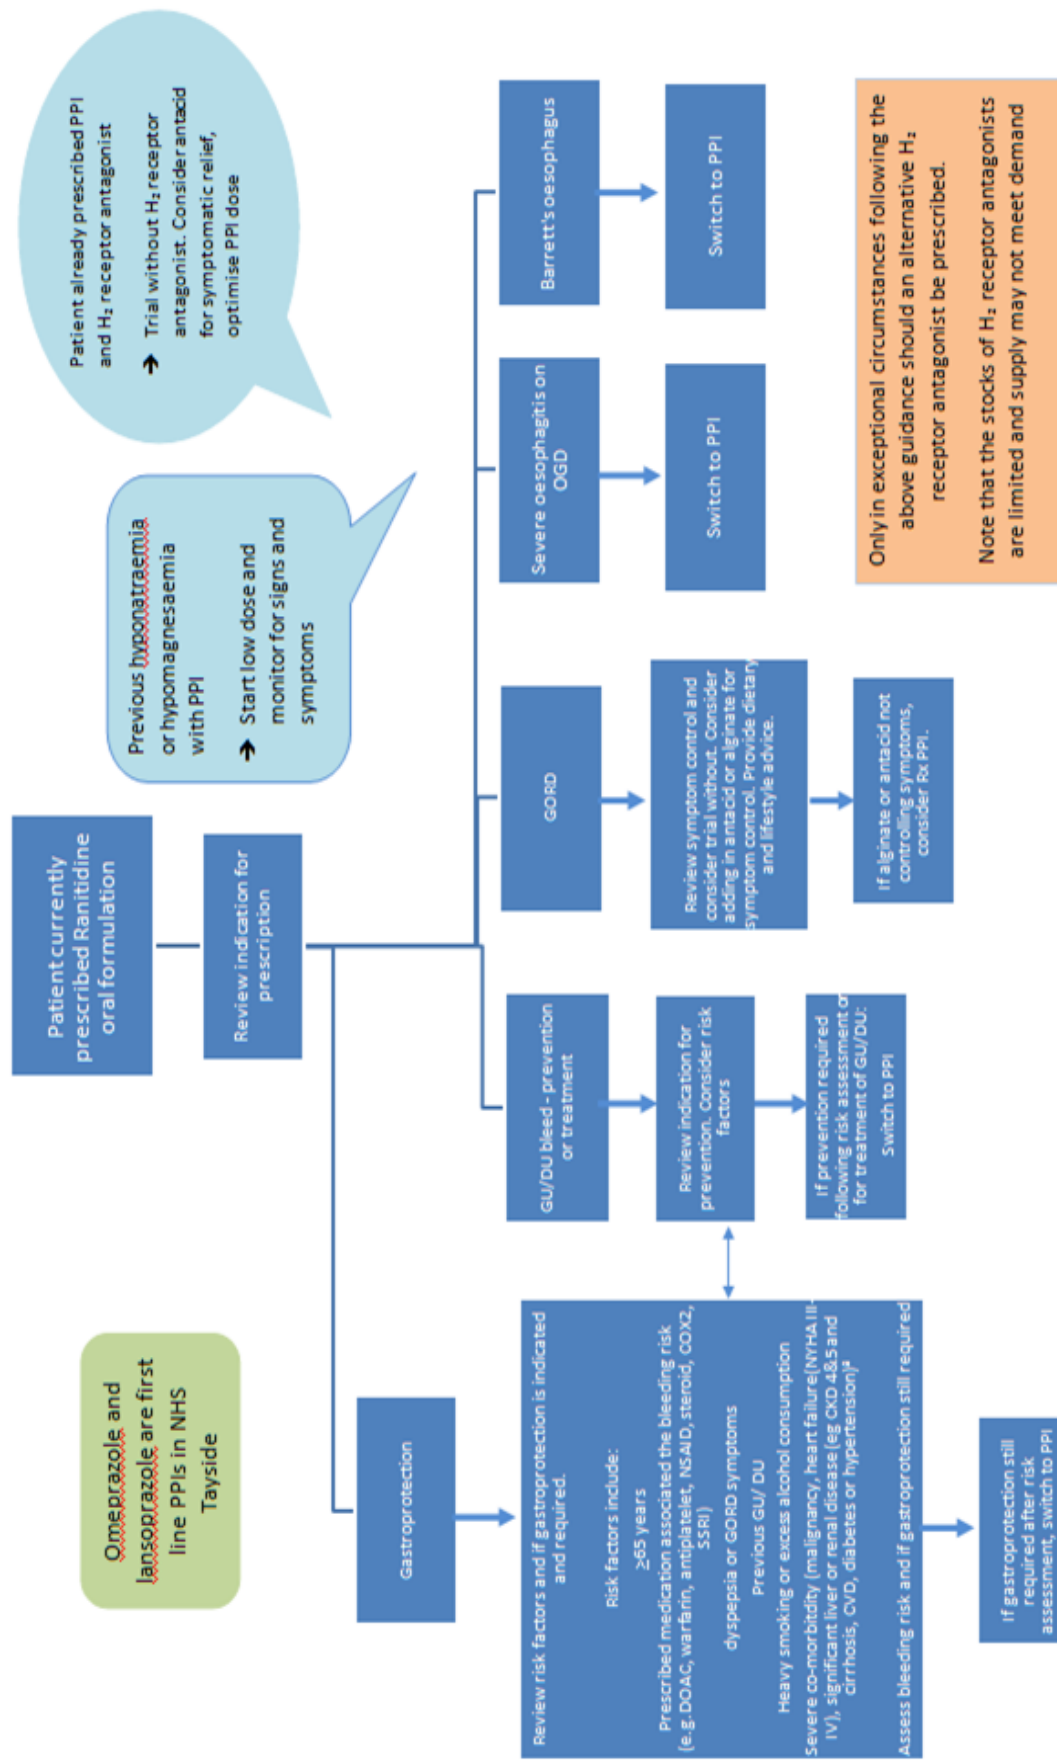 Omeprazole and
lansoprazole are first
line PPIs in NHS
Tayside
Patient currently
prescribed Ranitidine
oral formulation
Review indication for
prescription
Previous hyponatraemia
or hypomagnesaemia
with PPI
➔ Start low dose and
monitor for signs and
symptoms
Patient already prescribed PPI
and H₂ receptor antagonist
➔ Trial without H₂ receptor
antagonist. Consider antacid
for symptomatic relief,
optimise PPI dose
Gastroprotection
Review risk factors and if gastroprotection is indicated
and required.
Risk factors include:
≥65 years
Prescribed medication associated the bleeding risk
(e.g. DOAC, warfarin, antiplatelet, NSAID, steroid, COX2,
SSRI)
dyspepsia or GORD symptoms
Previous GU/ DU
Heavy smoking or excess alcohol consumption
Severe co-morbitdity (malignancy, heart failure(NYHA III-
IV), significant liver or renal disease (eg CKD 4&5 and
cirrhosis, CVD, diabetes or hypertension)ª
Assess bleeding risk and if gastroprotection still required
If gastroprotection still
required after risk
assessment, switch to PPI
GU/DU bleed - prevention
or treatment
Review indication for
prevention. Consider risk
factors
If prevention required
following risk assessment or
for treatment of GU/DU:
Switch to PPI
GORD
Review symptom control and
consider trial without. Consider
adding in antacid or alginate for
symptom control. Provide dietary
and lifestyle advice.
If alginate or antacid not
controlling symptoms,
consider Rx PPI.
Severe oesophagitis on
OGD
Switch to PPI
Barrett's oesophagus
Switch to PPI
Only in exceptional circumstances following the
above guidance should an alternative H₂
receptor antagonist be prescribed.
Note that the stocks of H₂ receptor antagonists
are limited and supply may not meet demand